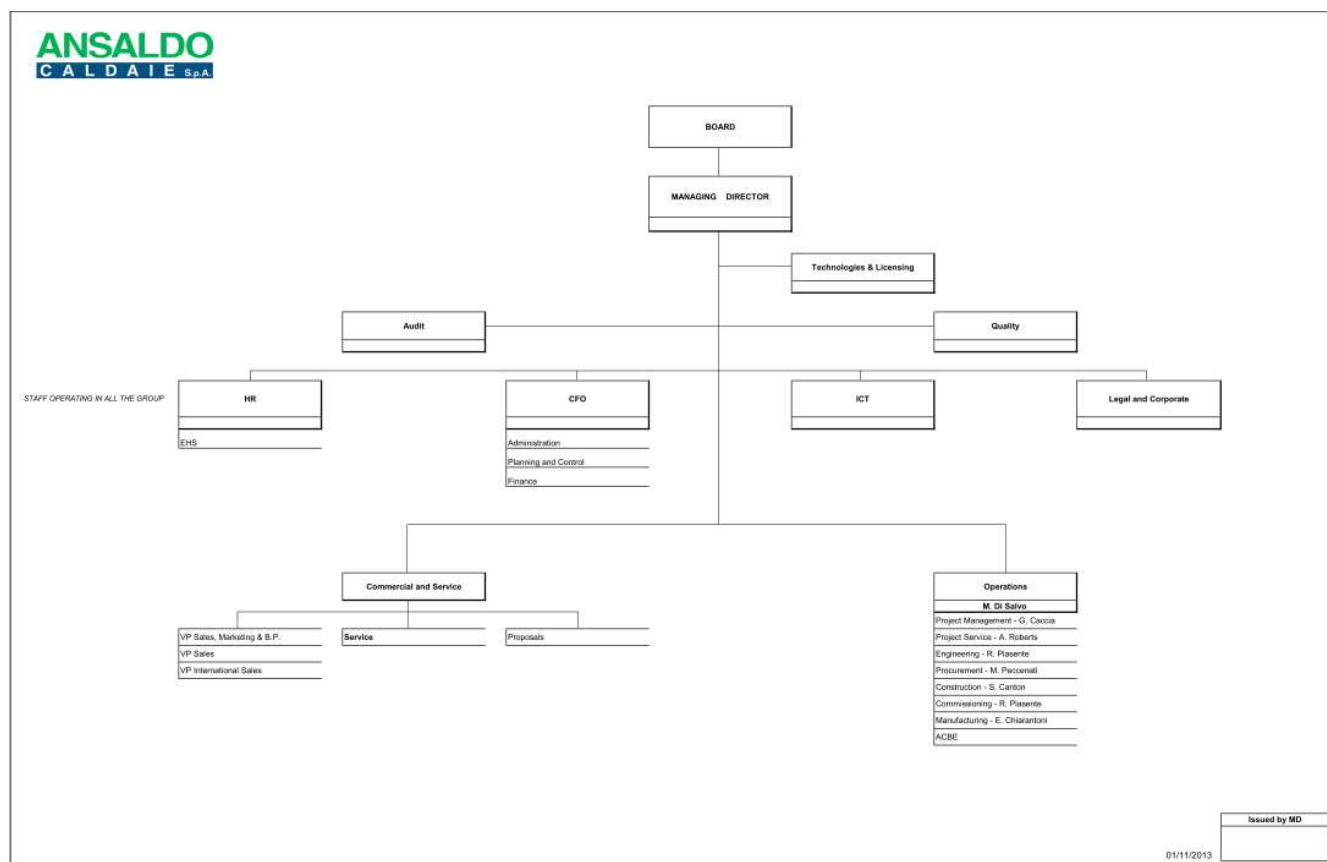 ANSALDO
CALDAIE S.p.A.
BOARD
MANAGING DIRECTOR
Technologies & Licensing
Audit
Quality
STAFF OPERATING IN ALL THE GROUP
HR
CFO
ICT
Legal and Corporate
EHS
Administration
Planning and Control
Finance
Commercial and Service
Operations
M. Di Salvo
VP Sales, Marketing & B.P.
VP Sales
VP International Sales
Service
Proposals
Project Management - G. Caccia
Project Service - A. Roberts
Engineering - R. Piasente
Procurement - M. Peccenati
Construction - S. Canton
Commissioning - R. Piasente
Manufacturing - E. Chiarantoni
ACBE
Issued by MD
01/11/2013